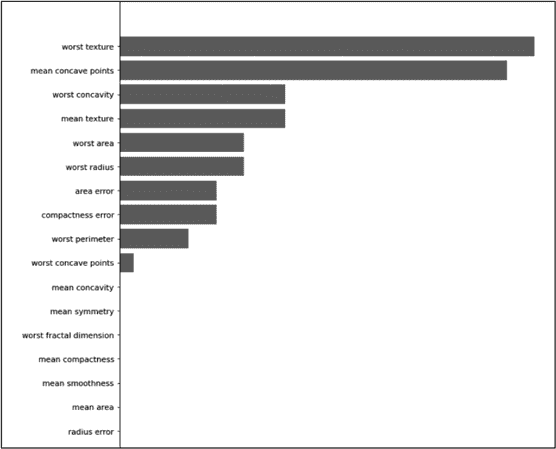 worst texture
mean concave points
worst concavity
mean texture
worst area
worst radius
area error
compactness error
worst perimeter
worst concave points
mean concavity
mean symmetry
worst fractal dimension
mean compactness
mean smoothness
mean area
radius error